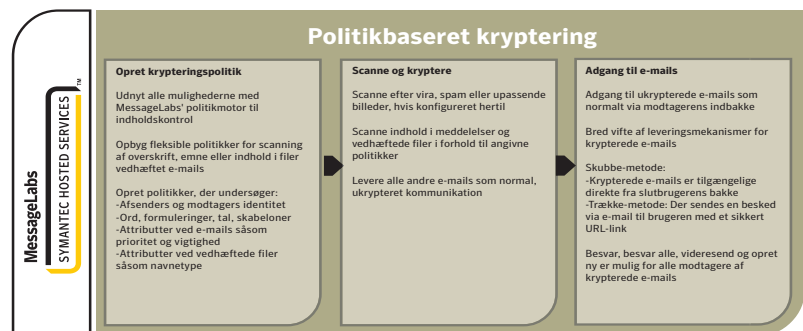 Politikbaseret kryptering
MessageLabs
SYMANTEC HOSTED SERVICES™
Opret krypteringspolitik
Udnyt alle mulighederne med
MessageLabs' politikmotor til
indholdskontrol
Opbyg fleksible politikker for scanning
af overskrift, emne eller indhold i filer
vedhæftet e-mails
Opret politikker, der undersøger:
-Afsenders og modtagers identitet
-Ord, formuleringer, tal, skabeloner
-Attributter ved e-mails såsom
prioritet og vigtighed
-Attributter ved vedhæftede filer
såsom navnetype
Scanne og kryptere
Scanne efter vira, spam eller upassende
billeder, hvis konfigureret hertil
Scanne indhold i meddelelser og
vedhæftede filer i forhold til angivne
politikker
Levere alle andre e-mails som normal,
ukrypteret kommunikation
Adgang til e-mails
Adgang til ukrypterede e-mails som
normalt via modtagerens indbakke
Bred vifte af leveringsmekanismer for
krypterede e-mails
Skubbe-metode:
-Krypterede e-mails er tilgængelige
direkte fra slutbrugerens bakke
-Trække-metode: Der sendes en besked
via e-mail til brugeren med et sikkert
URL-link
Besvar, besvar alle, videresend og opret
ny er mulig for alle modtagere af
krypterede e-mails